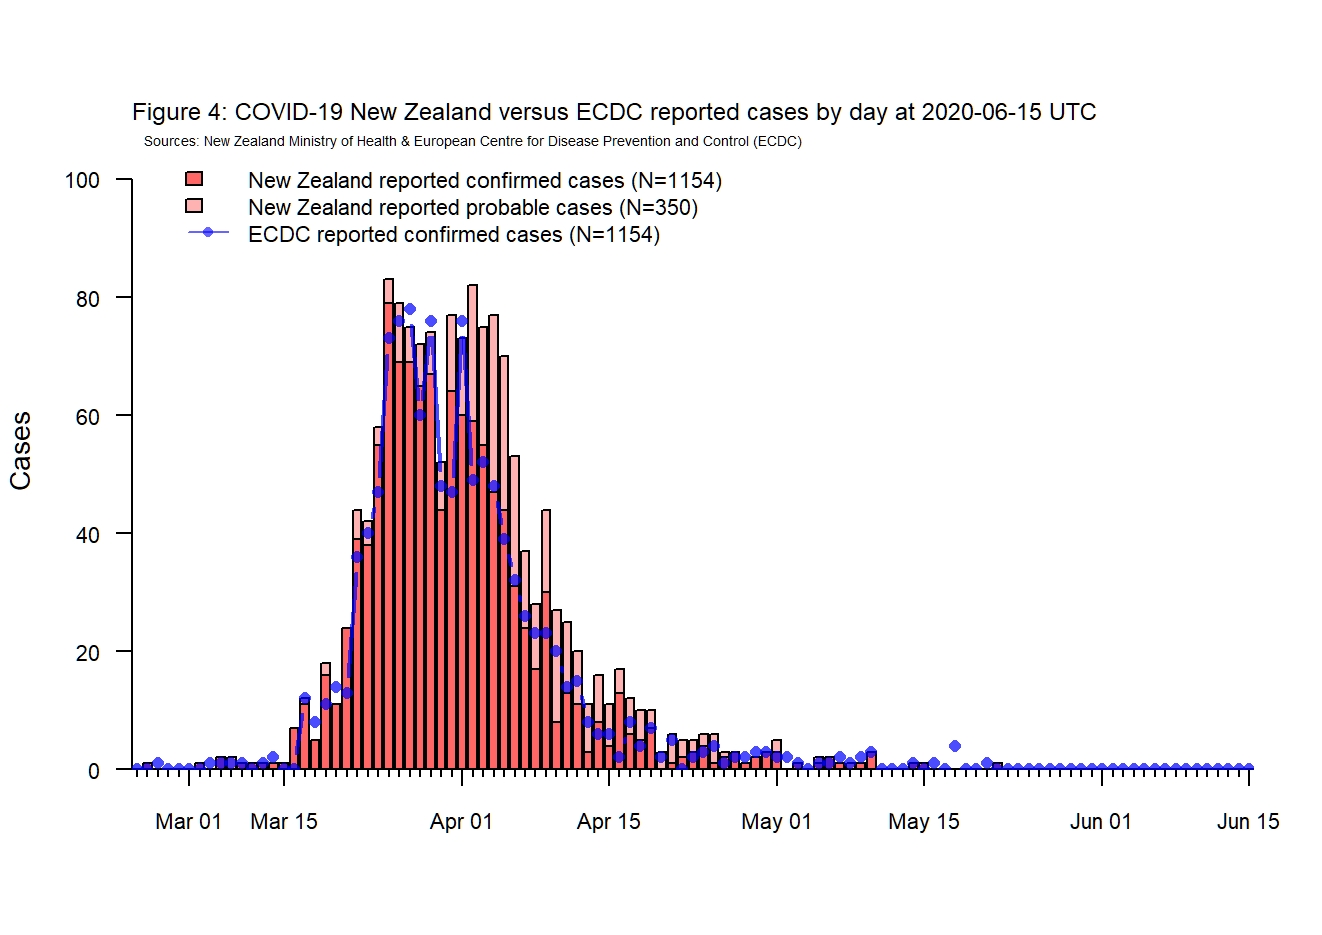 Figure 4: COVID-19 New Zealand versus ECDC reported cases by day at 2020-06-15 UTC
Sources: New Zealand Ministry of Health & European Centre for Disease Prevention and Control (ECDC)
New Zealand reported confirmed cases (N=1154)
New Zealand reported probable cases (N=350)
ECDC reported confirmed cases (N=1154)
100
80
60
40
20
0
Cases
Mar 01 Mar 15 Apr 01 Apr 15 May 01 May 15 Jun 01 Jun 15